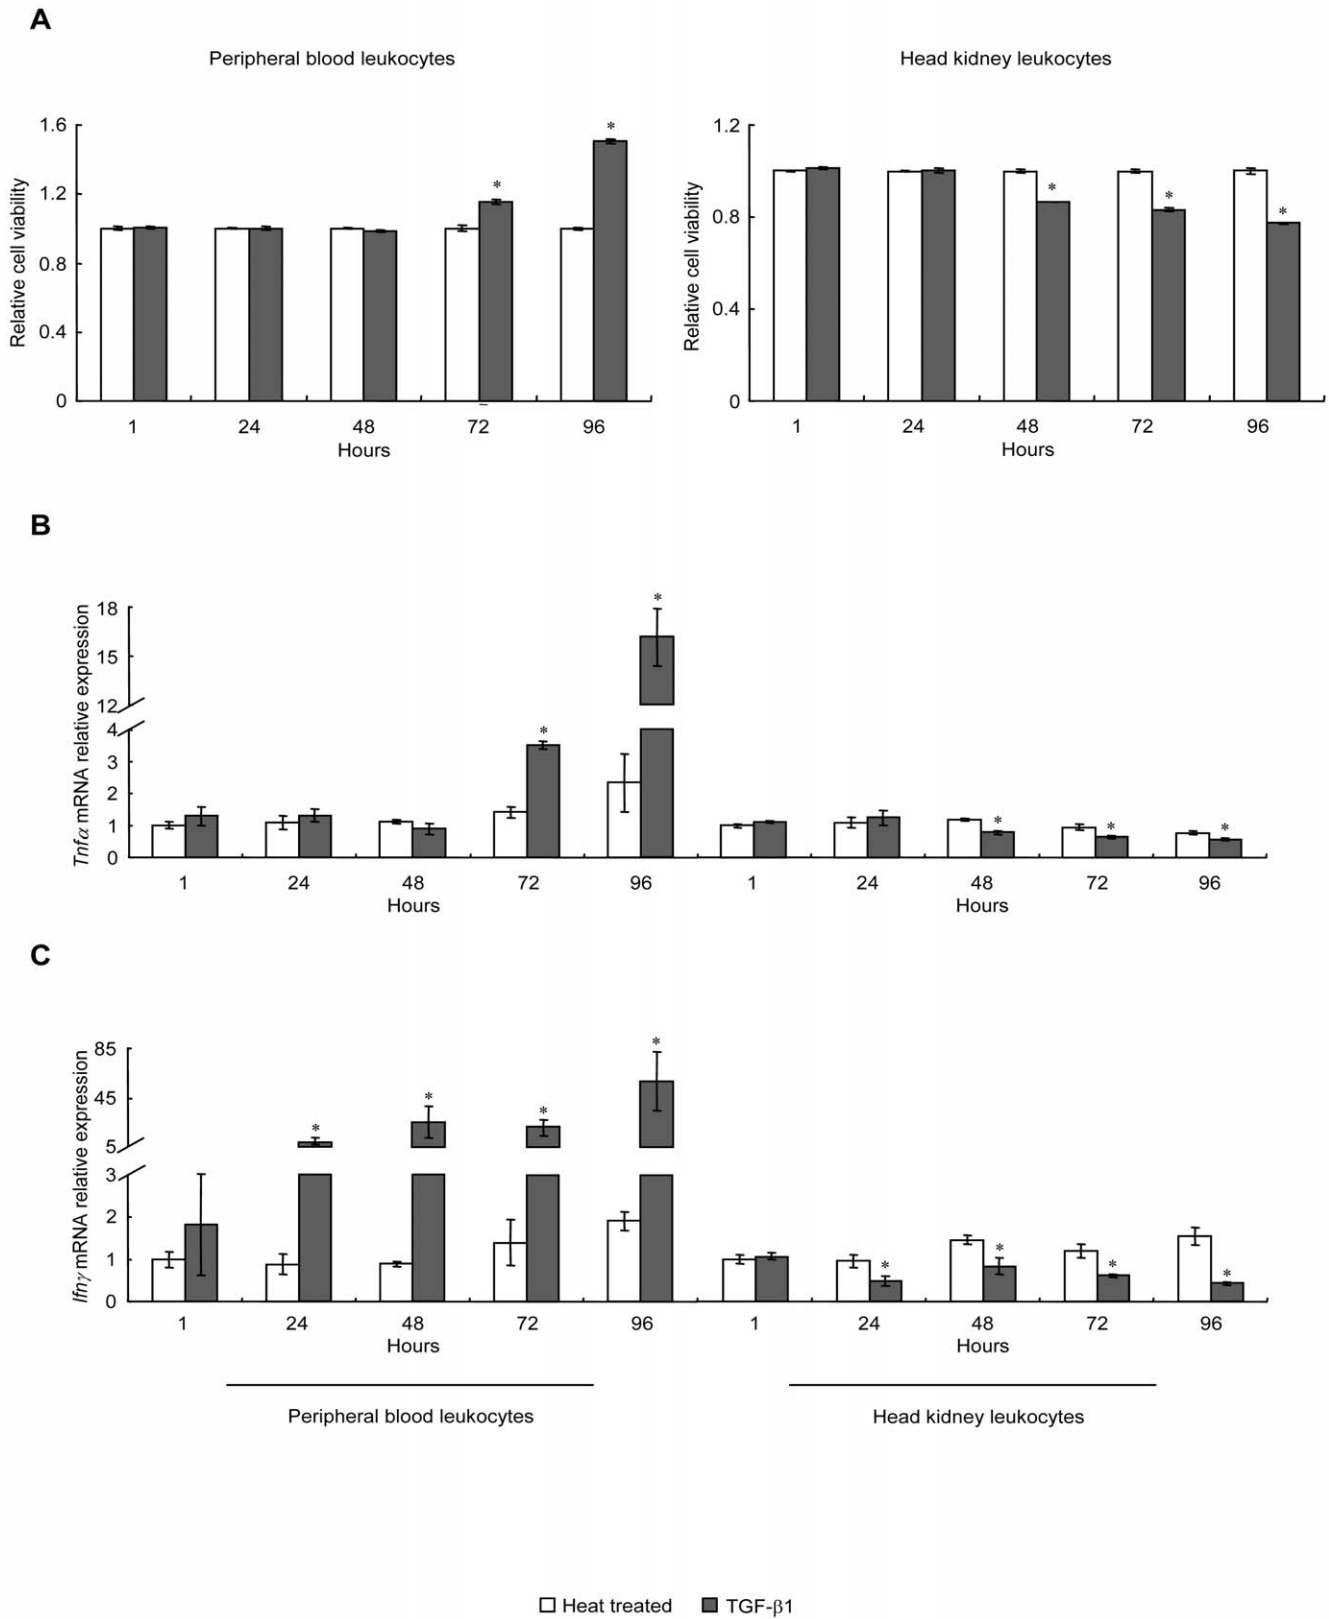 A
Peripheral blood leukocytes
Head kidney leukocytes
Relative cell viability
1.6
1.2
0.8
0.4
0
*
*
1 24 48 72 96
Hours
Relative cell viability
1.2
0.8
0.4
0
*
*
*
1 24 48 72 96
Hours
B
Tnfα mRNA relative expression
18
15
12
4
3
2
1
0
*
*
*
*
*
1 24 48 72 96 1 24 48 72 96
Hours Hours
C
Ifnγ mRNA relative expression
85
45
5
3
2
1
0
*
*
*
*
*
*
*
*
1 24 48 72 96 1 24 48 72 96
Hours Hours
Peripheral blood leukocytes Head kidney leukocytes
Heat treated TGF-β1